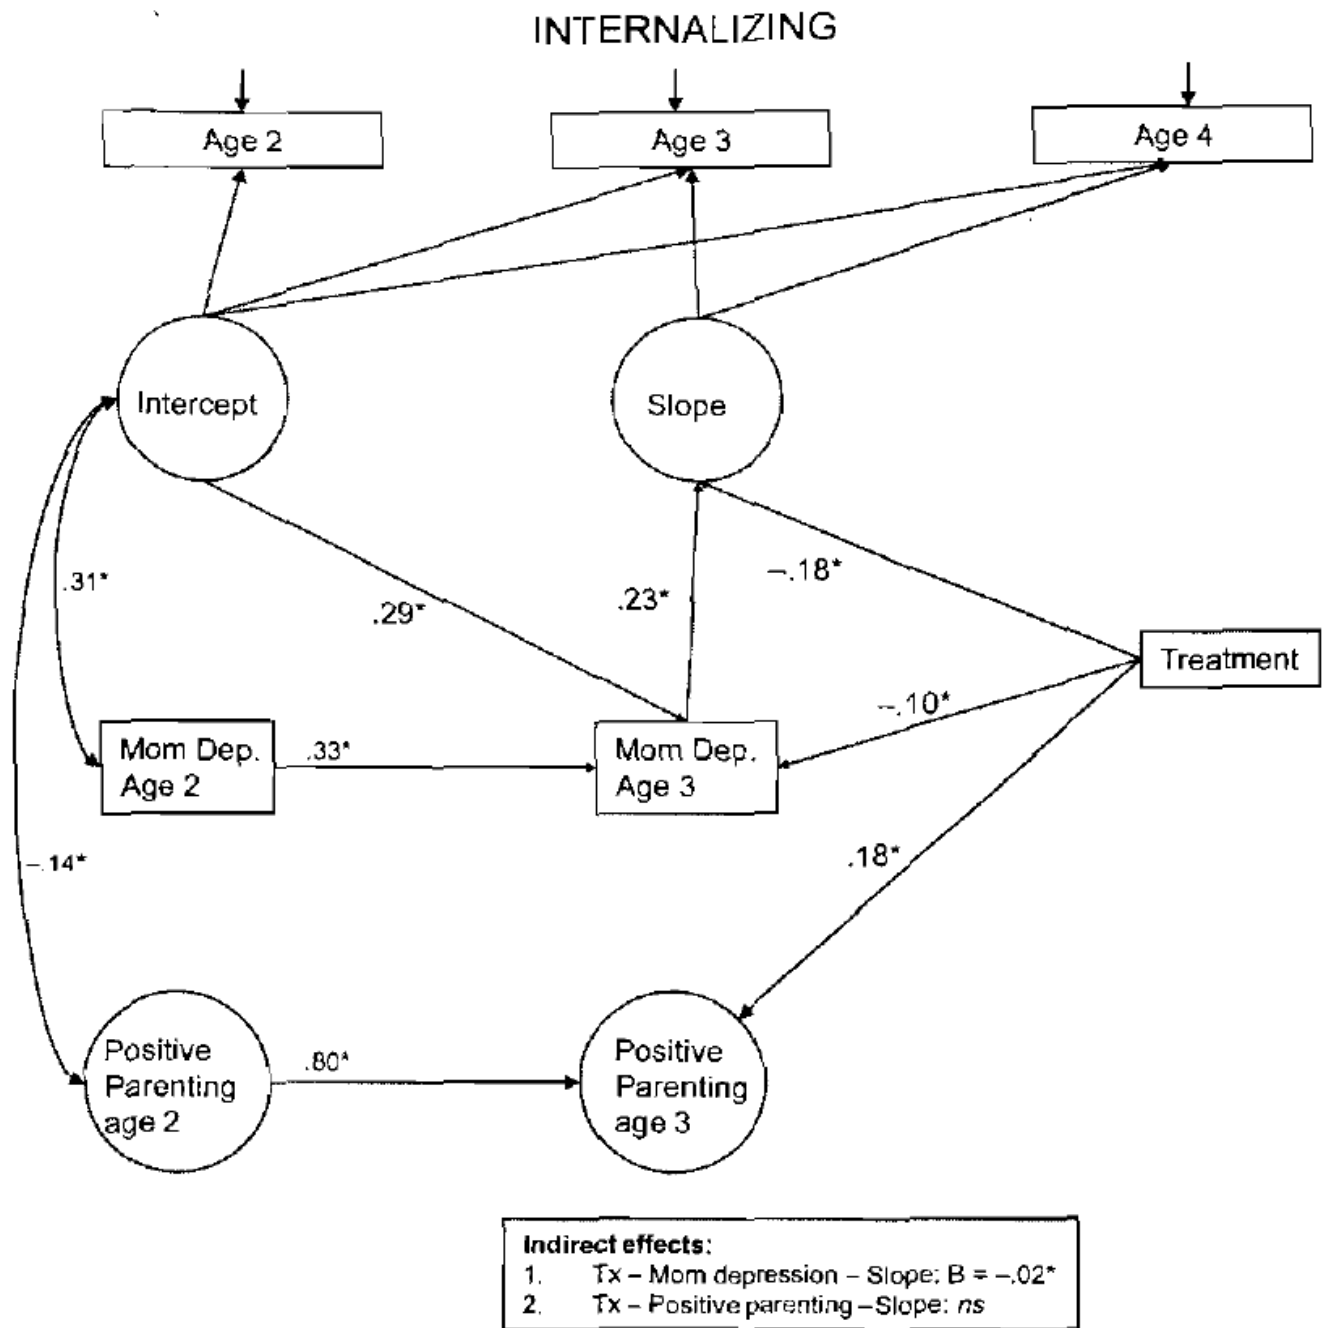 INTERNALIZING
Age 2
Age 3
Age 4
Intercept
Slope
.31*
.29*
.23*
–.18*
Treatment
–.10*
Mom Dep.
Age 2
.33*
Mom Dep.
Age 3
–.14*
.18*
Positive
Parenting
age 2
.80*
Positive
Parenting
age 3
Indirect effects:
1. Tx – Mom depression – Slope: B = –.02*
2. Tx – Positive parenting –Slope: ns